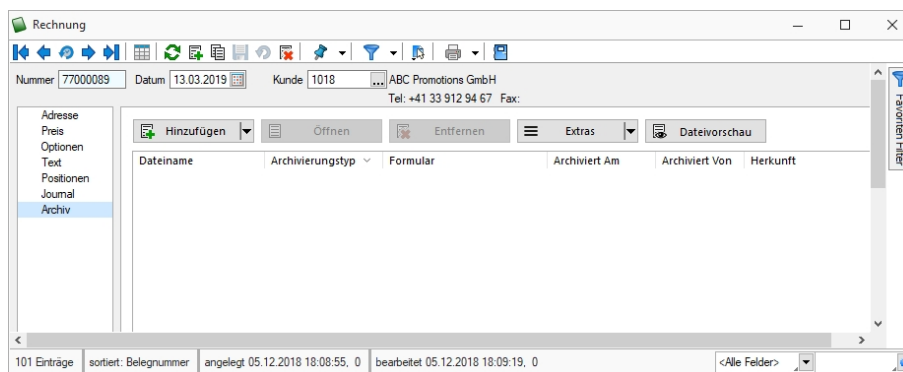 Rechnung
Nummer 77000089 Datum 13.03.2019 Kunde 1018 ... ABC Promotions GmbH
Tel: +41 33 912 94 67 Fax:
Favoriten Filter
Adresse
Preis
Optionen
Text
Positionen
Journal
Archiv
Hinzufügen Öffnen Entfernen Extras Dateivorschau
Dateiname Archivierungstyp Formular Archiviert Am Archiviert Von Herkunft
101 Einträge sortiert: Belegnummer angelegt 05.12.2018 18:08:55, 0 bearbeitet 05.12.2018 18:09:19, 0 <Alle Felder>